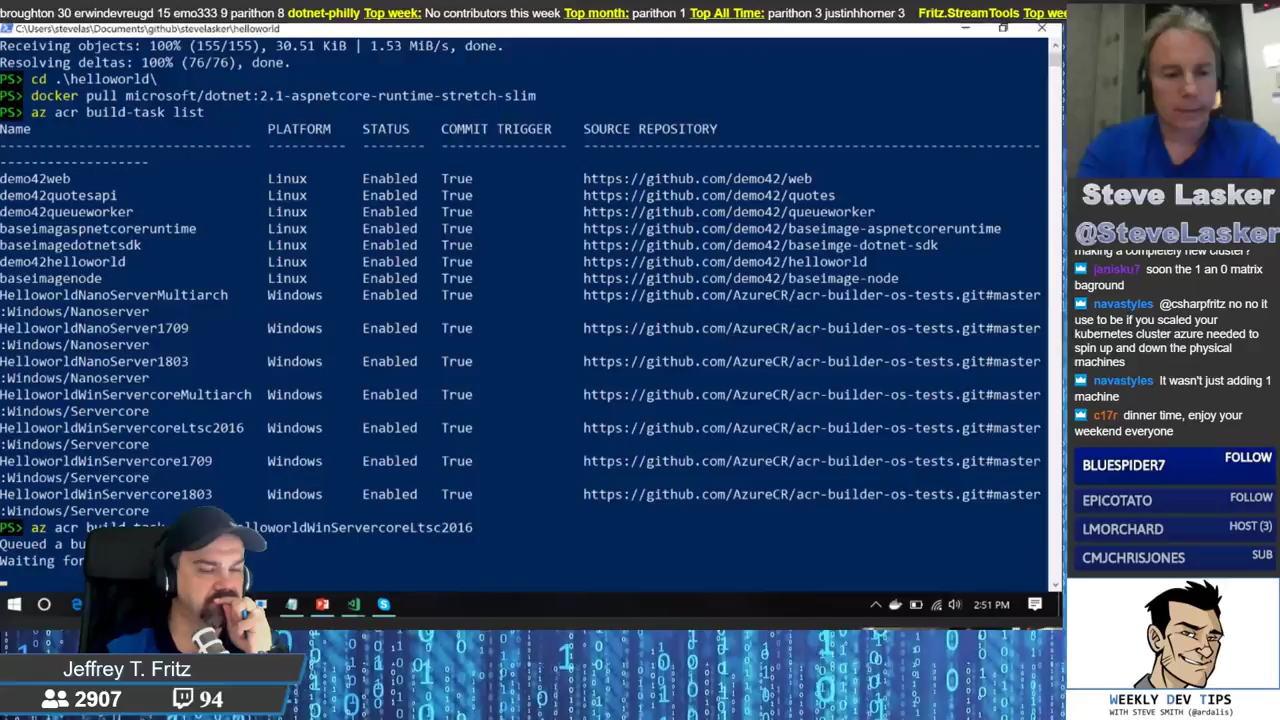 broughton 30 erwindevreugd 15 emo333 9 parithon 8 dotnet-philly Top week: No contributors this week Top month: parithon 1 Top All Time: parithon 3 justinhhorner 3 Fritz.StreamTools Top wee
C:\Users\stevelas\Documents\github\stevelasker\helloworld
Receiving objects: 100% (155/155), 30.51 KiB | 1.53 MiB/s, done.
Resolving deltas: 100% (76/76), done.
PS> cd .\helloworld\
PS> docker pull microsoft/dotnet:2.1-aspnetcore-runtime-stretch-slim
PS> az acr build-task list
Name PLATFORM STATUS COMMIT TRIGGER SOURCE REPOSITORY
demo42web Linux Enabled True https://github.com/demo42/web
demo42quotesapi Linux Enabled True https://github.com/demo42/quotes
demo42queueworker Linux Enabled True https://github.com/demo42/queueworker
baseimagaspnetcoreruntime Linux Enabled True https://github.com/demo42/baseimage-aspnetcoreruntime
baseimagedotnetsdk Linux Enabled True https://github.com/demo42/baseimge-dotnet-sdk
demo42helloworld Linux Enabled True https://github.com/demo42/helloworld
baseimagenode Linux Enabled True https://github.com/demo42/baseimage-node
HelloworldNanoServerMultiarch Windows Enabled True https://github.com/AzureCR/acr-builder-os-tests.git#master
:Windows/Nanoserver
HelloworldNanoServer1709 Windows Enabled True https://github.com/AzureCR/acr-builder-os-tests.git#master
:Windows/Nanoserver
HelloworldNanoServer1803 Windows Enabled True https://github.com/AzureCR/acr-builder-os-tests.git#master
:Windows/Nanoserver
HelloworldWinServercoreMultiarch Windows Enabled True https://github.com/AzureCR/acr-builder-os-tests.git#master
:Windows/Servercore
HelloworldWinServercoreLtsc2016 Windows Enabled True https://github.com/AzureCR/acr-builder-os-tests.git#master
:Windows/Servercore
HelloworldWinServercore1709 Windows Enabled True https://github.com/AzureCR/acr-builder-os-tests.git#master
:Windows/Servercore
HelloworldWinServercore1803 Windows Enabled True https://github.com/AzureCR/acr-builder-os-tests.git#master
:Windows/Servercore
PS> az acr build-task lloworldWinServercoreLtsc2016
Queued a bu
Waiting for
2:51 PM
Jeffrey T. Fritz
2907 94
Steve Lasker
@SteveLasker
making a completely new cluster?
janisku7 soon the 1 an 0 matrix
baground
navastyles @csharpfritz no no it
use to be if you scaled your
kubernetes cluster azure needed to
spin up and down the physical
machines
navastyles It wasn't just adding 1
machine
c17r dinner time, enjoy your
weekend everyone
BLUESPIDER7 FOLLOW
EPICOTATO FOLLOW
LMORCHARD HOST (3)
CMJCHRISJONES SUB
WEEKLY DEV TIPS
WITH STEVE SMITH (@ardalis)